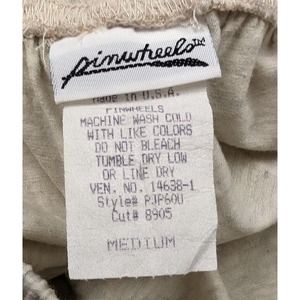 pinwheels™
Made in U.S.A.
PINWHEELS
MACHINE WASH COLD
WITH LIKE COLORS
DO NOT BLEACH
TUMBLE DRY LOW
OR LINE DRY
VEN. NO. 14638-1
Style# PJP60U
Cut# 8905
MEDIUM